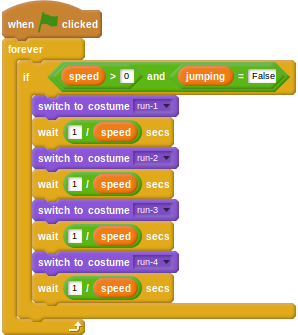 when clicked
forever
if speed > 0 and jumping = False
switch to costume run-1
wait 1 / speed secs
switch to costume run-2
wait 1 / speed secs
switch to costume run-3
wait 1 / speed secs
switch to costume run-4
wait 1 / speed secs